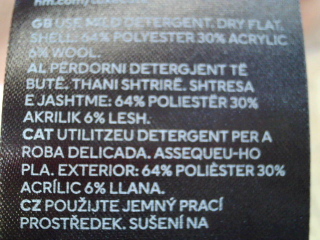 GB USE MILD DETERGENT. DRY FLAT.
SHELL: 64% POLYESTER 30% ACRYLIC
6% WOOL.
AL PËRDORNI DETERGJENT TË
BUTË. THANI SHTRIRË. SHTRESA
E JASHTME: 64% POLIESTËR 30%
AKRILIK 6% LESH.
CAT UTILITZEU DETERGENT PER A
ROBA DELICADA. ASSEQUEU-HO
PLA. EXTERIOR: 64% POLIÈSTER 30%
ACRÍLIC 6% LLANA.
CZ POUŽIJTE JEMNÝ PRACÍ
PROSTŘEDEK. SUŠENÍ NA